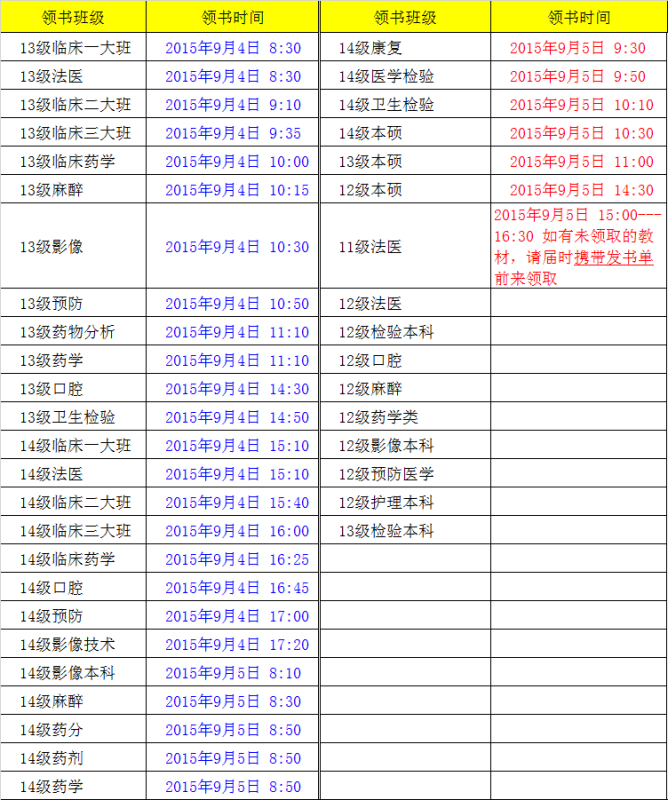 领书班级 领书时间 领书班级 领书时间
13级临床一大班 2015年9月4日 8:30 14级康复 2015年9月5日 9:30
13级法医 2015年9月4日 8:30 14级医学检验 2015年9月5日 9:50
13级临床二大班 2015年9月4日 9:10 14级卫生检验 2015年9月5日 10:10
13级临床三大班 2015年9月4日 9:35 14级本硕 2015年9月5日 10:30
13级临床药学 2015年9月4日 10:00 13级本硕 2015年9月5日 11:00
13级麻醉 2015年9月4日 10:15 12级本硕 2015年9月5日 14:30
13级影像 2015年9月4日 10:30 11级法医 2015年9月5日 15:00---
16:30 如有未领取的教
材，请届时携带发书单
前来领取
13级预防 2015年9月4日 10:50 12级法医
13级药物分析 2015年9月4日 11:10 12级检验本科
13级药学 2015年9月4日 11:10 12级口腔
13级口腔 2015年9月4日 14:30 12级麻醉
13级卫生检验 2015年9月4日 14:50 12级药学类
14级临床一大班 2015年9月4日 15:10 12级影像本科
14级法医 2015年9月4日 15:10 12级预防医学
14级临床二大班 2015年9月4日 15:40 12级护理本科
14级临床三大班 2015年9月4日 16:00 13级检验本科
14级临床药学 2015年9月4日 16:25
14级口腔 2015年9月4日 16:45
14级预防 2015年9月4日 17:00
14级影像技术 2015年9月4日 17:20
14级影像本科 2015年9月5日 8:10
14级麻醉 2015年9月5日 8:30
14级药分 2015年9月5日 8:50
14级药剂 2015年9月5日 8:50
14级药学 2015年9月5日 8:50